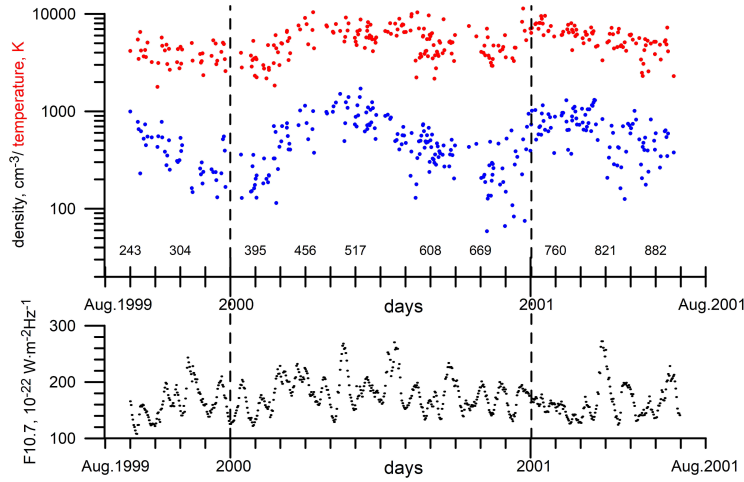 10000
1000
100
density, cm-3/ temperature, K
243 304 395 456 517 608 669 760 821 882
Aug.1999 2000 days 2001 Aug.2001
300
200
100
F10.7, 10-22 W·m-2Hz-1
Aug.1999 2000 days 2001 Aug.2001